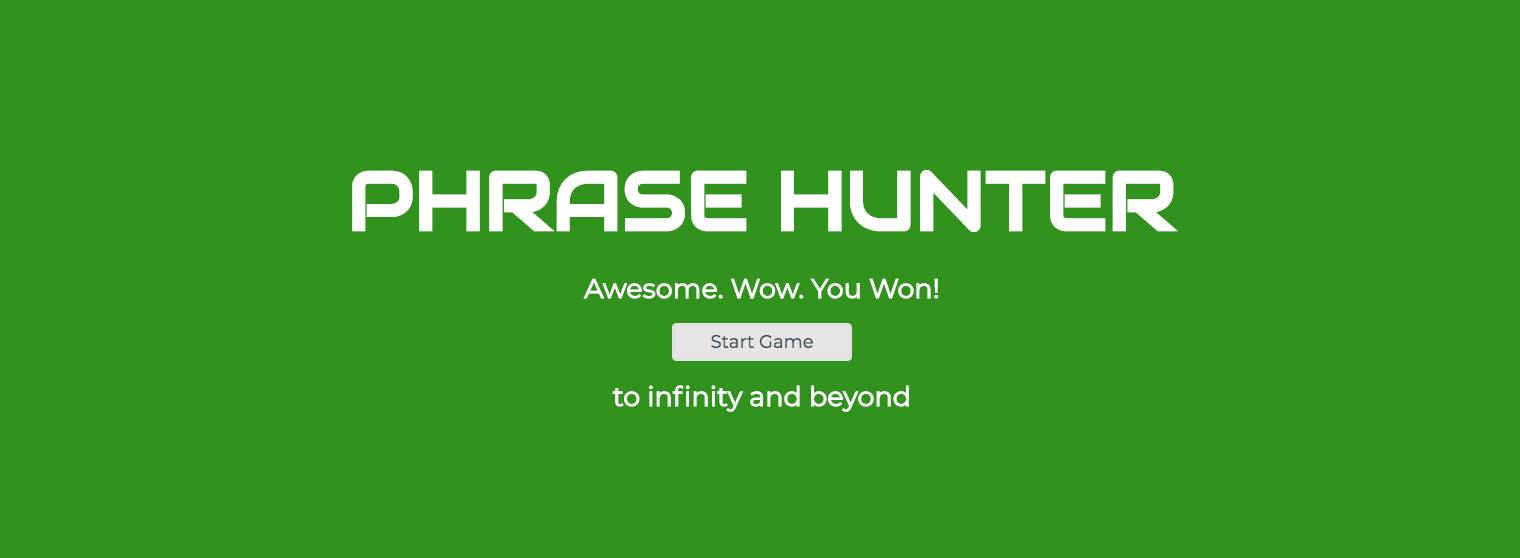 PHRASE HUNTER
Awesome. Wow. You Won!
Start Game
to infinity and beyond